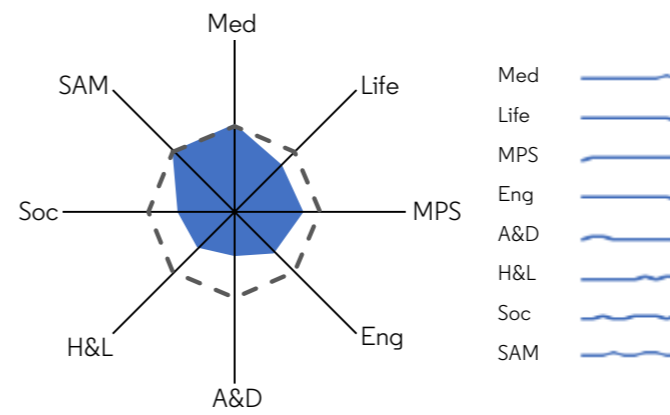 Med
SAM
Life
Soc
MPS
H&L
Eng
A&D
Med
Life
MPS
Eng
A&D
H&L
Soc
SAM